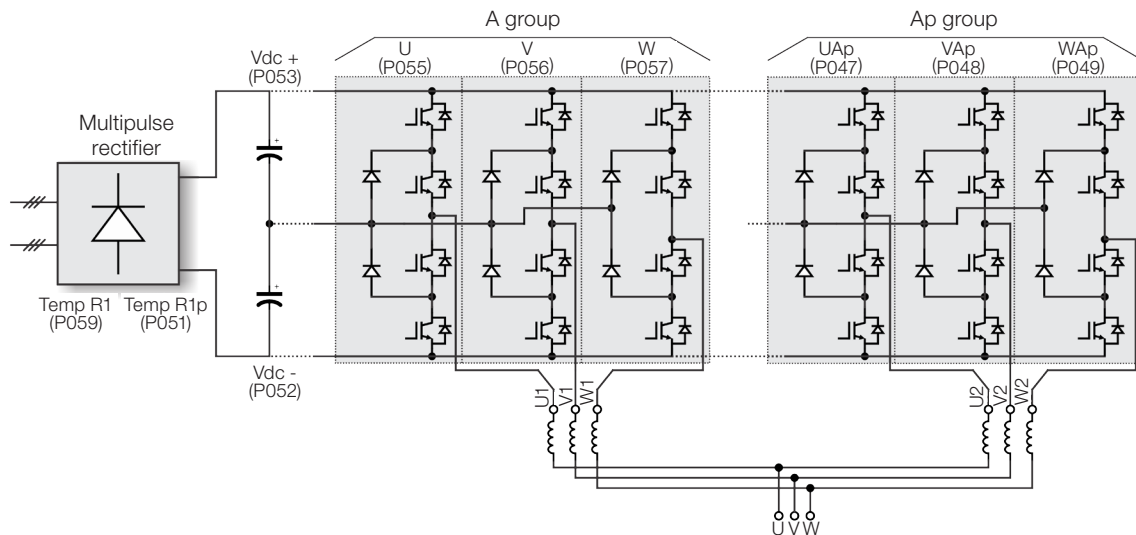 A group
Ap group
Vdc +
(P053)
U
(P055)
V
(P056)
W
(P057)
UAp
(P047)
VAp
(P048)
WAp
(P049)
Multipulse
rectifier
+
+
Temp R1
(P059)
Temp R1p
(P051)
Vdc -
(P052)
U1
V1
W1
U2
V2
W2
U
V
W